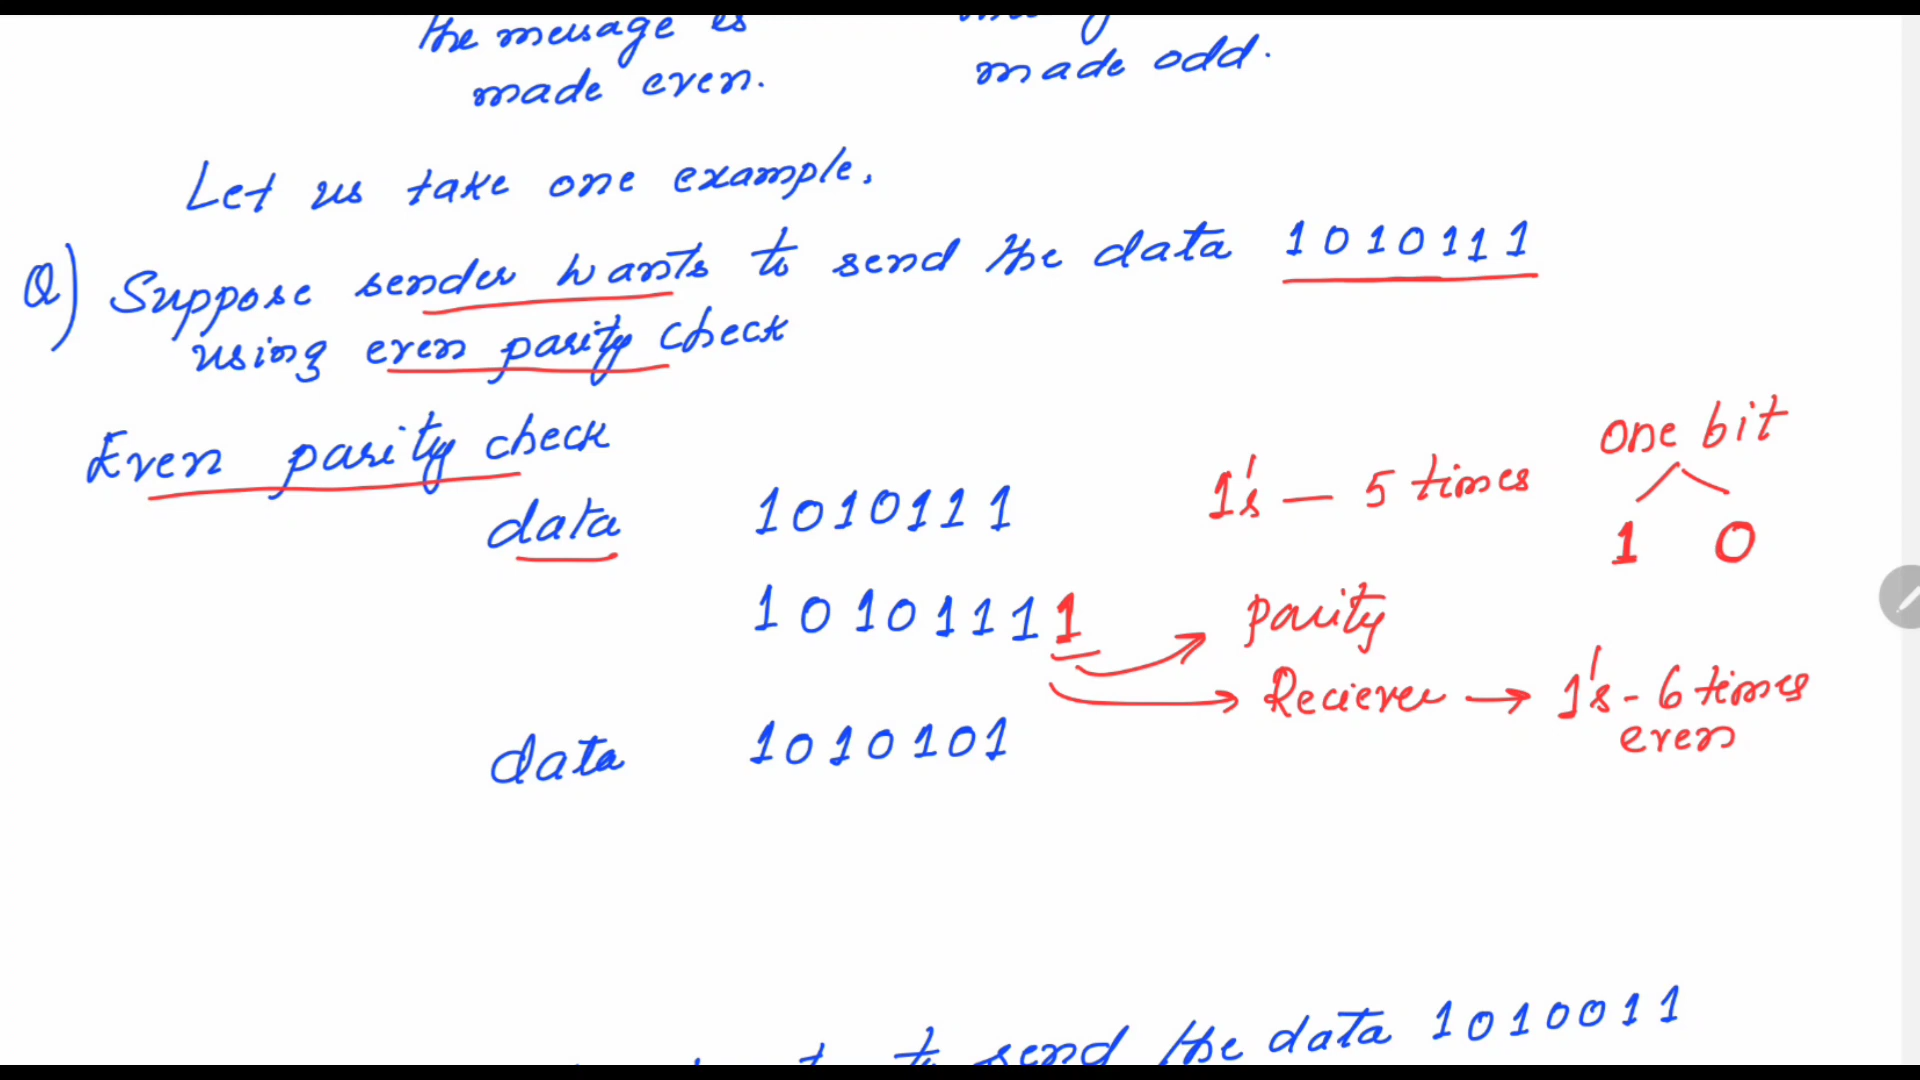 the message is
made even.
made odd.
Let us take one example.
Q) Suppose sender wants to send the data 1010111
using even parity check
Even parity check
one bit
1 0
data 1010111 1's — 5 times
10101111 parity
Reciever → 1's - 6 times
even
data 1010101
to send the data 1010011